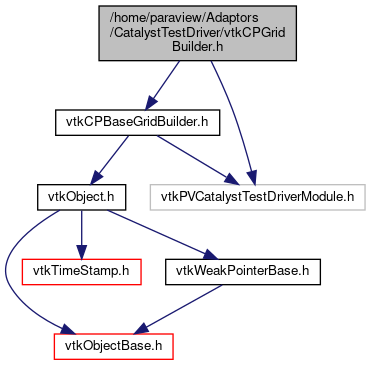 /home/paraview/Adaptors
/CatalystTestDriver/vtkCPGrid
Builder.h
vtkCPBaseGridBuilder.h
vtkObject.h
vtkPVCatalystTestDriverModule.h
vtkTimeStamp.h
vtkWeakPointerBase.h
vtkObjectBase.h